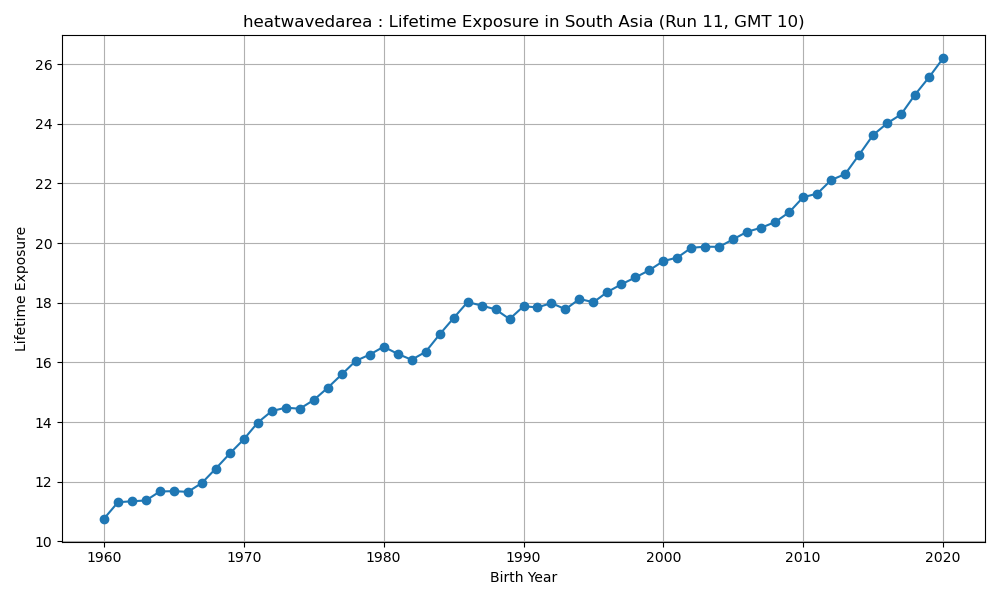 heatwavedarea : Lifetime Exposure in South Asia (Run 11, GMT 10)
Lifetime Exposure
26
24
22
20
18
16
14
12
10
1960 1970 1980 1990 2000 2010 2020
Birth Year